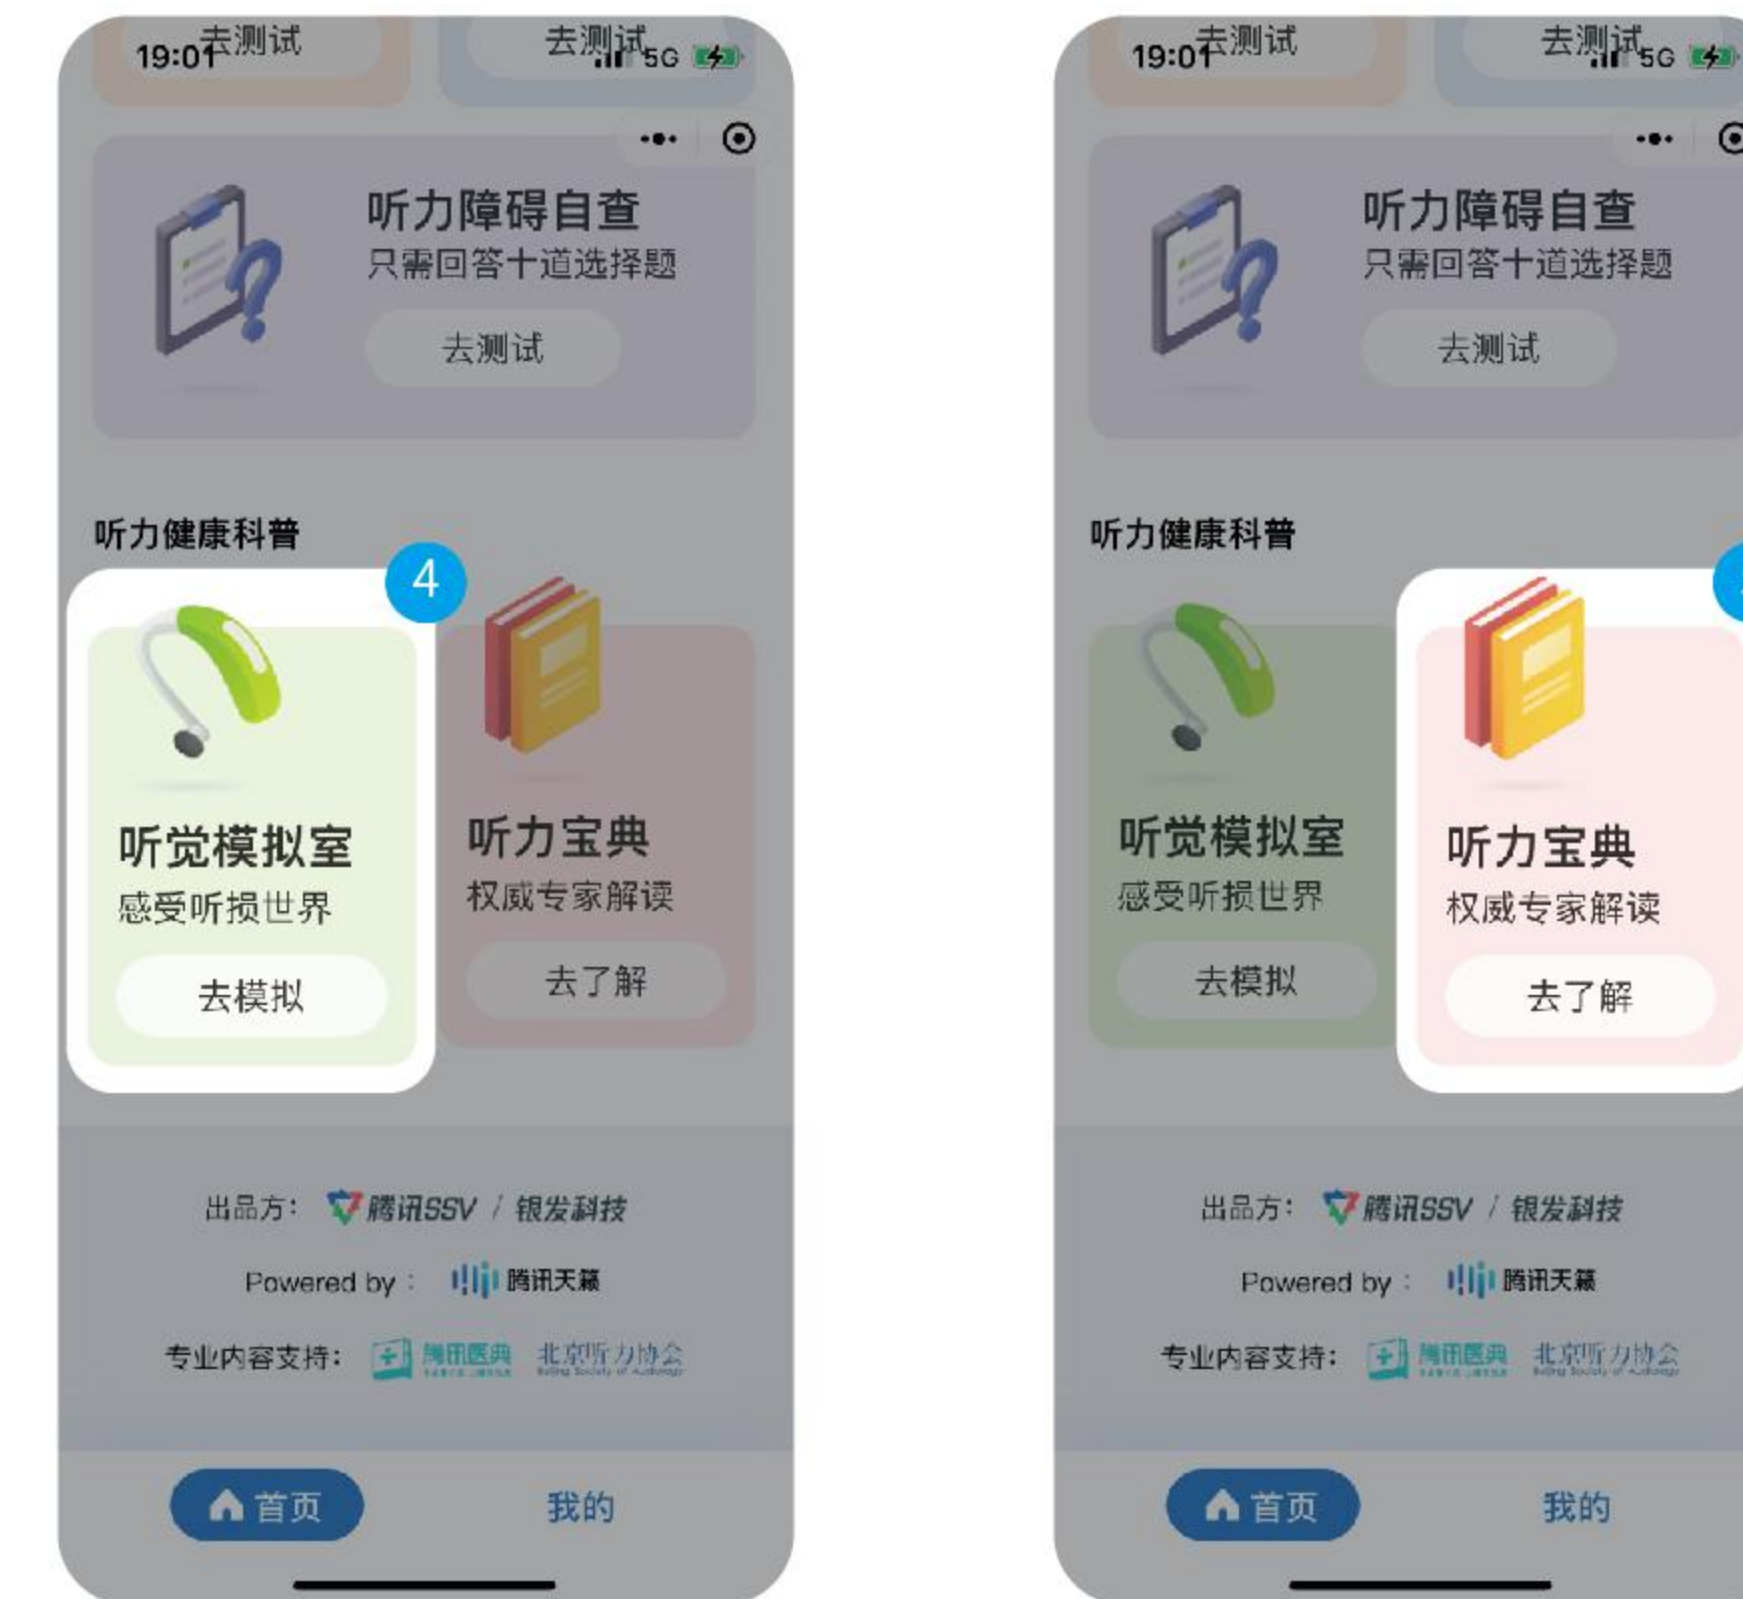 19:01
去测试
去测试
5G
听力障碍自查
只需回答十道选择题
去测试
听力健康科普
4
听觉模拟室
感受听损世界
去模拟
听力宝典
权威专家解读
去了解
出品方： 腾讯SSV / 银发科技
Powered by： 腾讯天籁
专业内容支持： 腾讯医典 北京听力协会
Beijing Society of Audiology
首页
我的
19:01
去测试
去测试
5G
听力障碍自查
只需回答十道选择题
去测试
听力健康科普
听觉模拟室
感受听损世界
去模拟
听力宝典
权威专家解读
去了解
出品方： 腾讯SSV / 银发科技
Powered by： 腾讯天籁
专业内容支持： 腾讯医典 北京听力协会
Beijing Society of Audiology
首页
我的